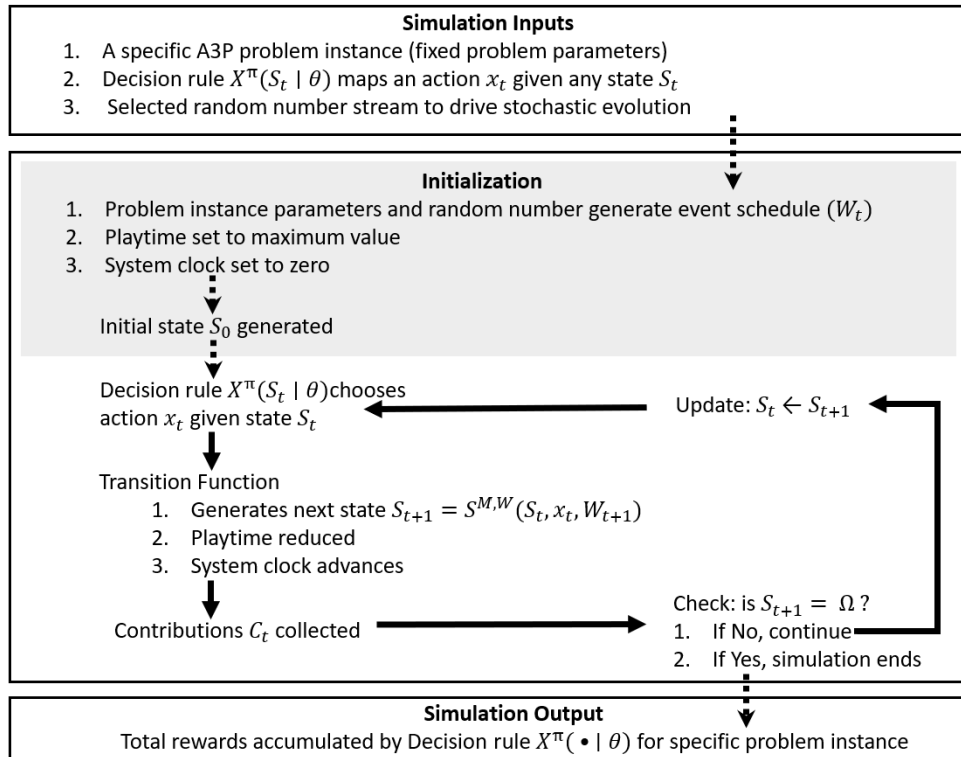 Simulation Inputs
1. A specific A3P problem instance (fixed problem parameters)
2. Decision rule X^π(S_t | θ) maps an action x_t given any state S_t
3. Selected random number stream to drive stochastic evolution
Initialization
1. Problem instance parameters and random number generate event schedule (W_t)
2. Playtime set to maximum value
3. System clock set to zero
Initial state S_0 generated
Decision rule X^π(S_t | θ)chooses
action x_t given state S_t
Update: S_t ← S_{t+1}
Transition Function
1. Generates next state S_{t+1} = S^{M,W}(S_t, x_t, W_{t+1})
2. Playtime reduced
3. System clock advances
Contributions C_t collected
Check: is S_{t+1} = Ω ?
1. If No, continue
2. If Yes, simulation ends
Simulation Output
Total rewards accumulated by Decision rule X^π( • | θ) for specific problem instance